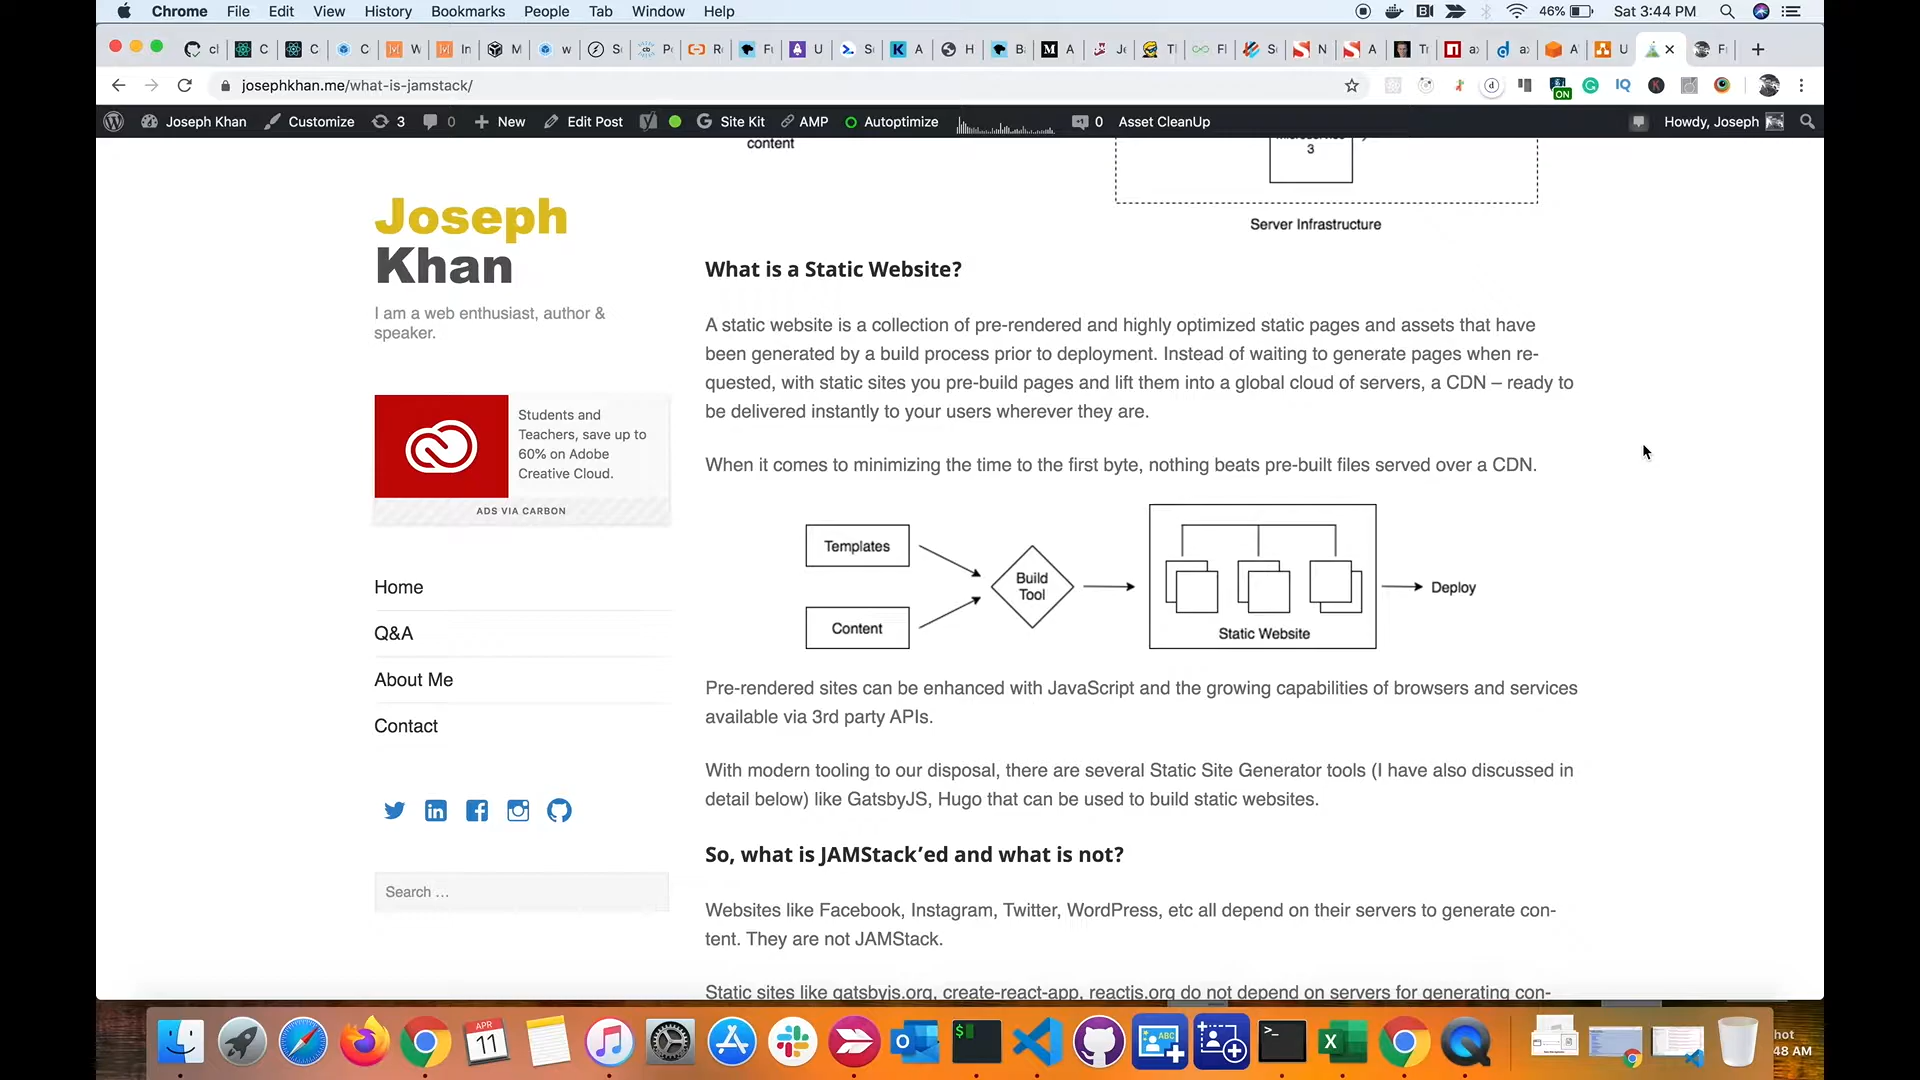 Chrome File Edit View History Bookmarks People Tab Window Help
46% Sat 3:44 PM
josephkhan.me/what-is-jamstack/
ON
IQ
Joseph Khan Customize 3 0 New Edit Post Site Kit AMP Autoptimize 0 Asset CleanUp
Howdy, Joseph
content
3
Server Infrastructure
Joseph
Khan
I am a web enthusiast, author &
speaker.
Students and
Teachers, save up to
60% on Adobe
Creative Cloud.
ADS VIA CARBON
Home
Q&A
About Me
Contact
Search …
What is a Static Website?
A static website is a collection of pre-rendered and highly optimized static pages and assets that have
been generated by a build process prior to deployment. Instead of waiting to generate pages when re-
quested, with static sites you pre-build pages and lift them into a global cloud of servers, a CDN – ready to
be delivered instantly to your users wherever they are.
When it comes to minimizing the time to the first byte, nothing beats pre-built files served over a CDN.
Templates
Content
Build
Tool
Static Website
Deploy
Pre-rendered sites can be enhanced with JavaScript and the growing capabilities of browsers and services
available via 3rd party APIs.
With modern tooling to our disposal, there are several Static Site Generator tools (I have also discussed in
detail below) like GatsbyJS, Hugo that can be used to build static websites.
So, what is JAMStack’ed and what is not?
Websites like Facebook, Instagram, Twitter, WordPress, etc all depend on their servers to generate con-
tent. They are not JAMStack.
Static sites like gatsbyjs.org, create-react-app, reactjs.org do not depend on servers for generating con-
APR
11
hot
48 AM